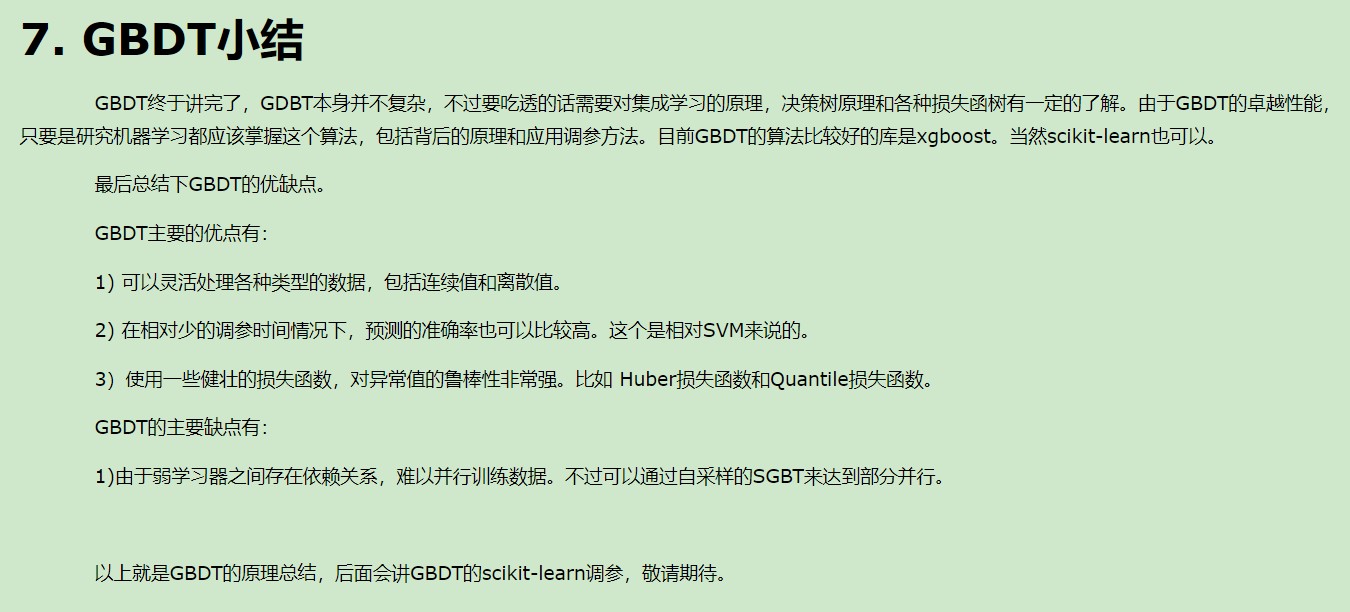 7. GBDT小结
GBDT终于讲完了，GDBT本身并不复杂，不过要吃透的话需要对集成学习的原理，决策树原理和各种损失函树有一定的了解。由于GBDT的卓越性能，
只要是研究机器学习都应该掌握这个算法，包括背后的原理和应用调参方法。目前GBDT的算法比较好的库是xgboost。当然scikit-learn也可以。
最后总结下GBDT的优缺点。
GBDT主要的优点有：
1) 可以灵活处理各种类型的数据，包括连续值和离散值。
2) 在相对少的调参时间情况下，预测的准确率也可以比较高。这个是相对SVM来说的。
3）使用一些健壮的损失函数，对异常值的鲁棒性非常强。比如 Huber损失函数和Quantile损失函数。
GBDT的主要缺点有：
1)由于弱学习器之间存在依赖关系，难以并行训练数据。不过可以通过自采样的SGBT来达到部分并行。
以上就是GBDT的原理总结，后面会讲GBDT的scikit-learn调参，敬请期待。